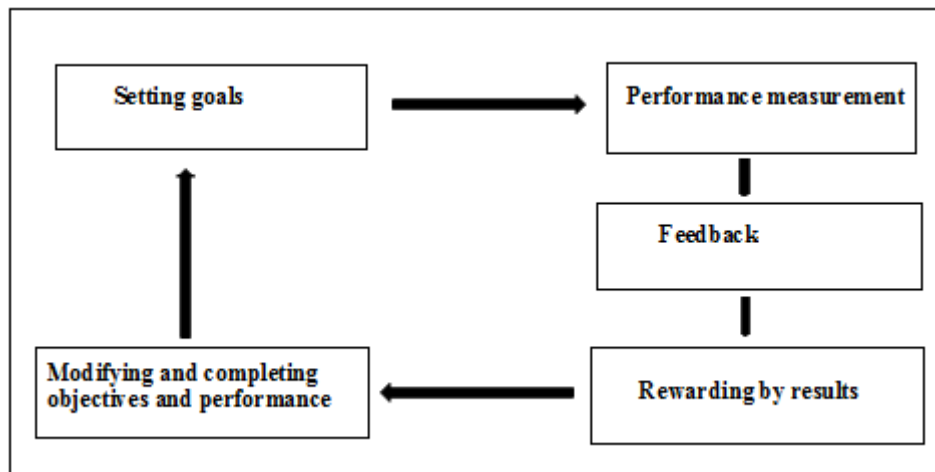 Setting goals
Performance measurement
Feedback
Rewarding by results
Modifying and completing
objectives and performance